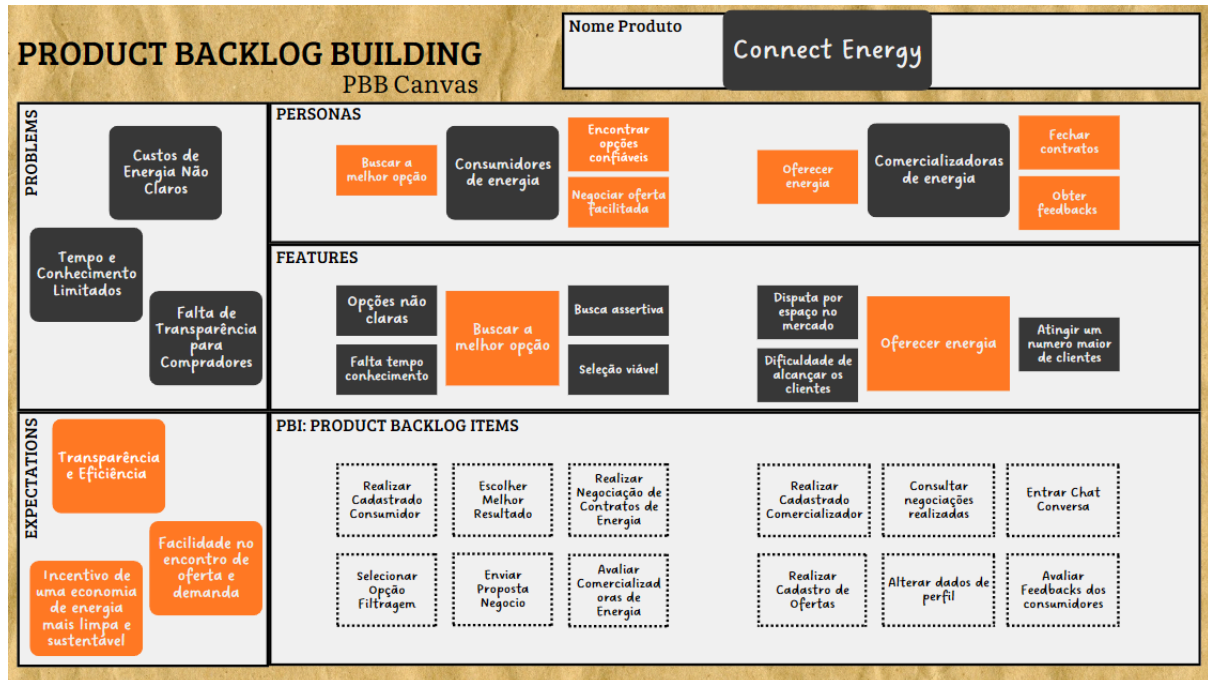 PRODUCT BACKLOG BUILDING
PBB Canvas
Nome Produto
Connect Energy
PROBLEMS
Custos de
Energia Não
Claros
Tempo e
Conhecimento
Limitados
Falta de
Transparência
para
Compradores
PERSONAS
Buscar a
melhor opção
Consumidores
de energia
Encontrar
opções
confiáveis
Negociar oferta
facilitada
Oferecer
energia
Comercializadoras
de energia
Fechar
contratos
Obter
feedbacks
FEATURES
Opções não
claras
Falta tempo
conhecimento
Buscar a
melhor opção
Busca assertiva
Seleção viável
Disputa por
espaço no
mercado
Dificuldade de
alcançar os
clientes
Oferecer energia
Atingir um
numero maior
de clientes
EXPECTATIONS
Transparência
e Eficiência
Facilidade no
encontro de
oferta e
demanda
Incentivo de
uma economia
de energia
mais limpa e
sustentável
PBI: PRODUCT BACKLOG ITEMS
Realizar
Cadastrado
Consumidor
Escolher
Melhor
Resultado
Realizar
Negociação de
Contratos de
Energia
Realizar
Cadastrado
Comercializador
Consultar
negociações
realizadas
Entrar Chat
Conversa
Selecionar
Opção
Filtragem
Enviar
Proposta
Negocio
Avaliar
Comercializad
oras de
Energia
Realizar
Cadastro de
Ofertas
Alterar dados de
perfil
Avaliar
Feedbacks dos
consumidores